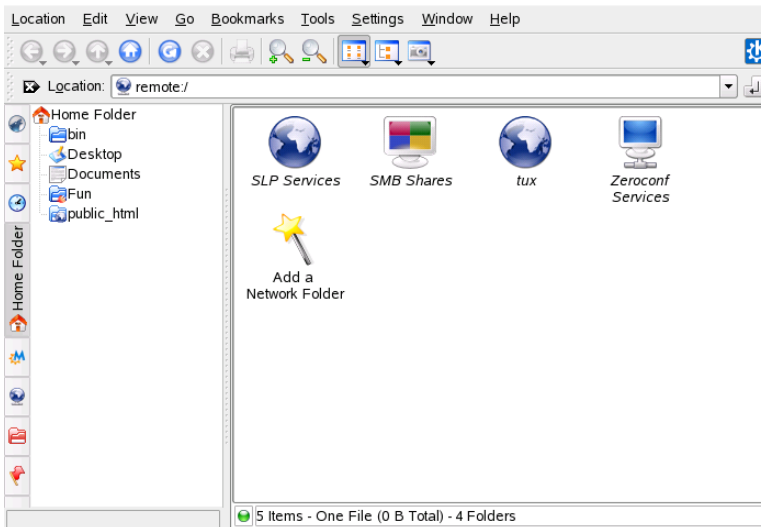 Location Edit View Go Bookmarks Tools Settings Window Help
Location: remote:/
Home Folder
bin
Desktop
Documents
Fun
public_html
Home Folder
SLP Services
SMB Shares
tux
Zeroconf
Services
Add a
Network Folder
5 Items - One File (0 B Total) - 4 Folders